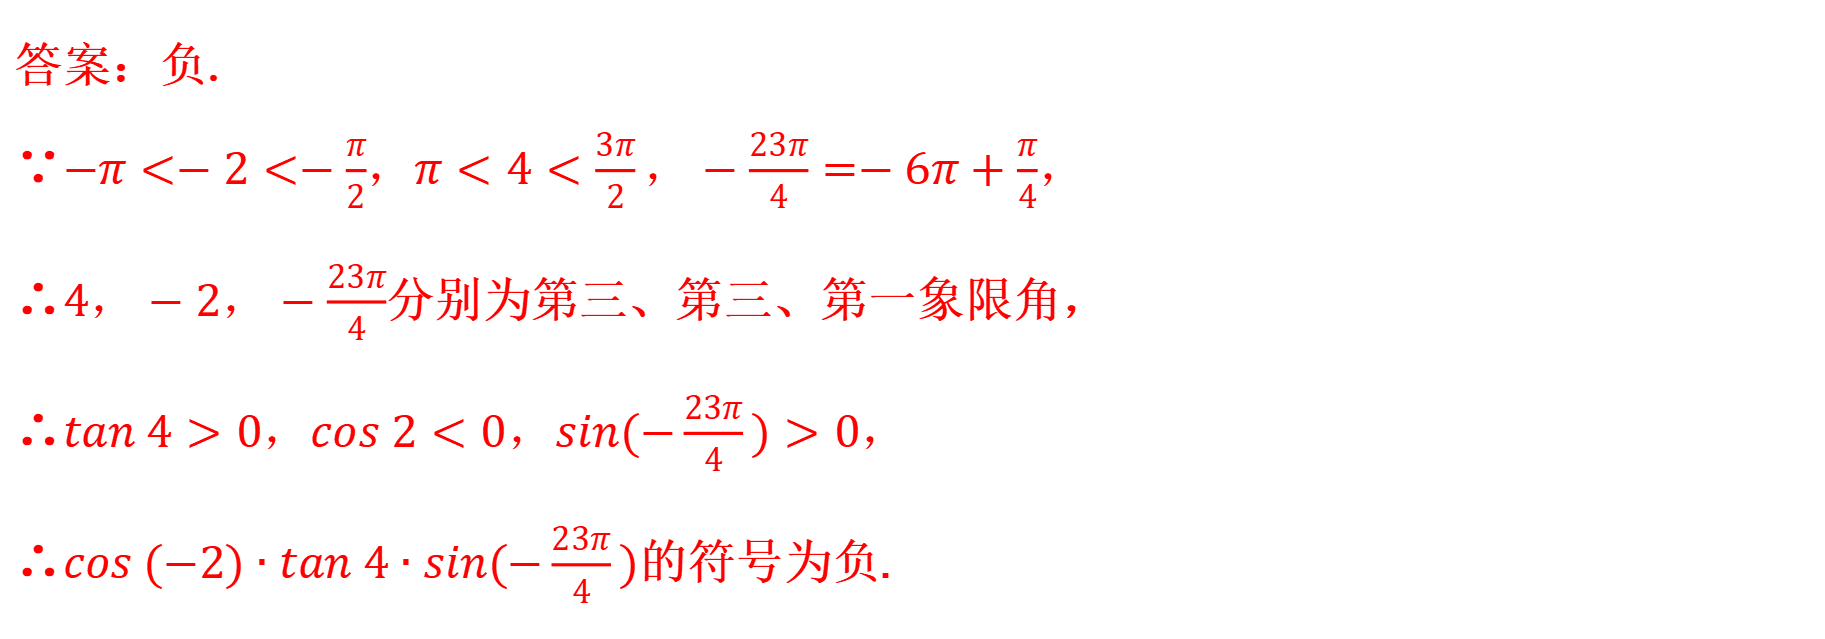 答案：负.
∵−π<−2<−π/2，π<4<3π/2，−23π/4=−6π+π/4，
∴4，−2，−23π/4分别为第三、第三、第一象限角，
∴tan 4>0，cos 2<0，sin(−23π/4)>0，
∴cos (−2)·tan 4·sin(−23π/4)的符号为负.